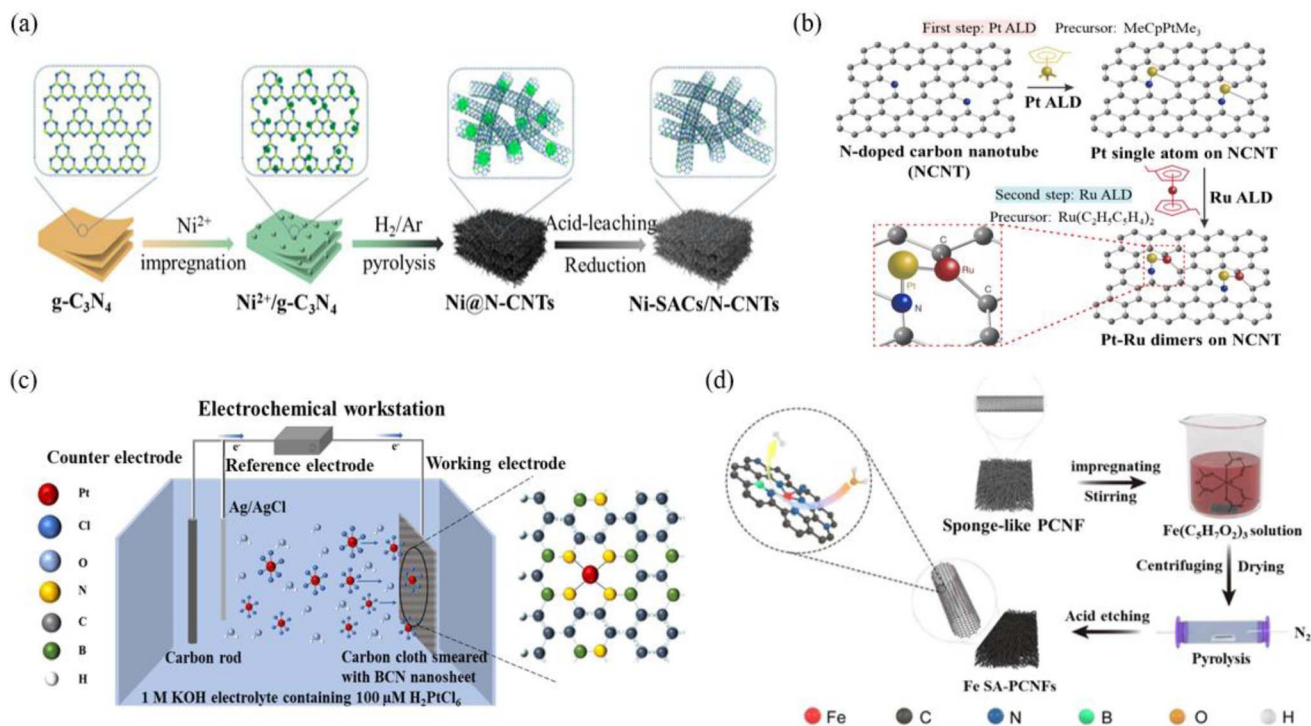 (a)
Ni2+
impregnation
H2/Ar
pyrolysis
Acid-leaching
Reduction
g-C3N4
Ni2+/g-C3N4
Ni@N-CNTs
Ni-SACs/N-CNTs
(b)
First step: Pt ALD
Precursor: MeCpPtMe3
Pt ALD
N-doped carbon nanotube
(NCNT)
Pt single atom on NCNT
Second step: Ru ALD
Precursor: Ru(C2H5C5H4)2
Ru ALD
C
Ru
Pt
C
N
Pt-Ru dimers on NCNT
(c)
Electrochemical workstation
e-
e-
Counter electrode
Reference electrode
Working electrode
Ag/AgCl
Pt
Cl
O
N
C
B
H
Carbon rod
Carbon cloth smeared
with BCN nanosheet
1 M KOH electrolyte containing 100 μM H2PtCl6
(d)
impregnating
Stirring
Sponge-like PCNF
Fe(C5H7O2)3 solution
Centrifuging
Drying
Acid etching
N2
Pyrolysis
Fe SA-PCNFs
Fe
C
N
B
O
H